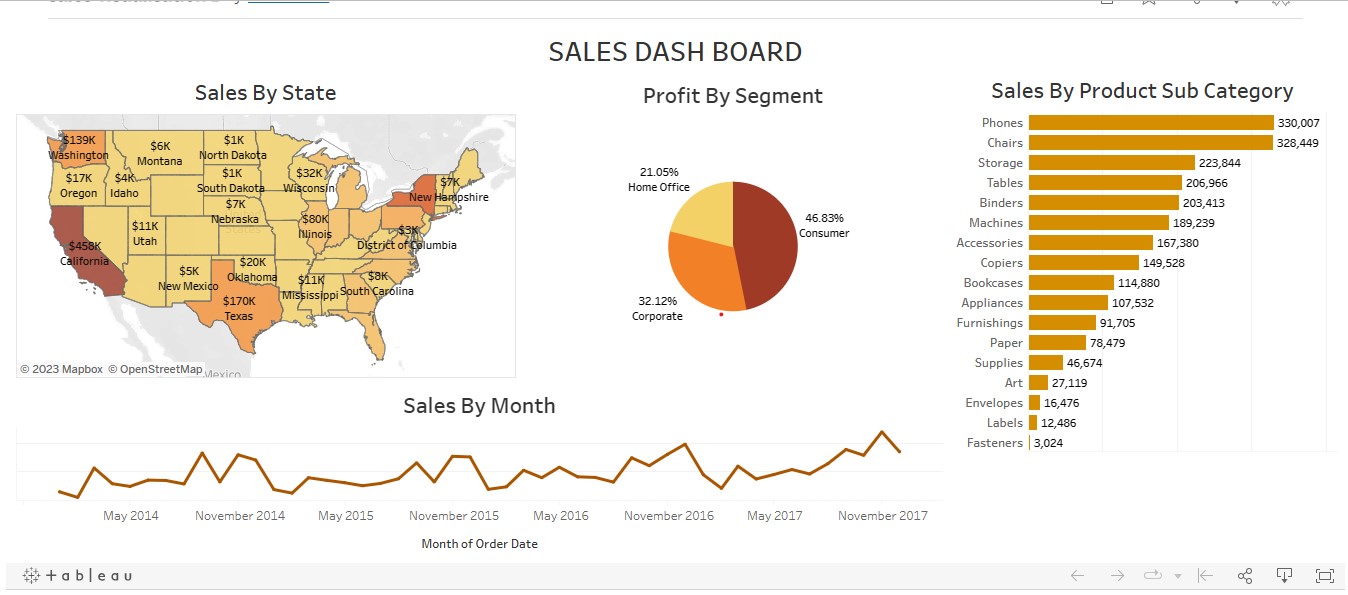 SALES DASH BOARD
Sales By State
$139K
Washington
$6K
Montana
$1K
North Dakota
$17K
Oregon
$4K
Idaho
$1K
South Dakota
$32K
Wisconsin
$7K
New Hampshire
$7K
Nebraska
States
$11K
Utah
$80K
Illinois
$3K
District of Columbia
$458K
California
$5K
New Mexico
$20K
Oklahoma
$11K
Mississippi
$8K
South Carolina
$170K
Texas
© 2023 Mapbox © OpenStreetMap
Mexico
Profit By Segment
21.05%
Home Office
46.83%
Consumer
32.12%
Corporate
Sales By Product Sub Category
Phones 330,007
Chairs 328,449
Storage 223,844
Tables 206,966
Binders 203,413
Machines 189,239
Accessories 167,380
Copiers 149,528
Bookcases 114,880
Appliances 107,532
Furnishings 91,705
Paper 78,479
Supplies 46,674
Art 27,119
Envelopes 16,476
Labels 12,486
Fasteners 3,024
Sales By Month
May 2014 November 2014 May 2015 November 2015 May 2016 November 2016 May 2017 November 2017
Month of Order Date
+ableau